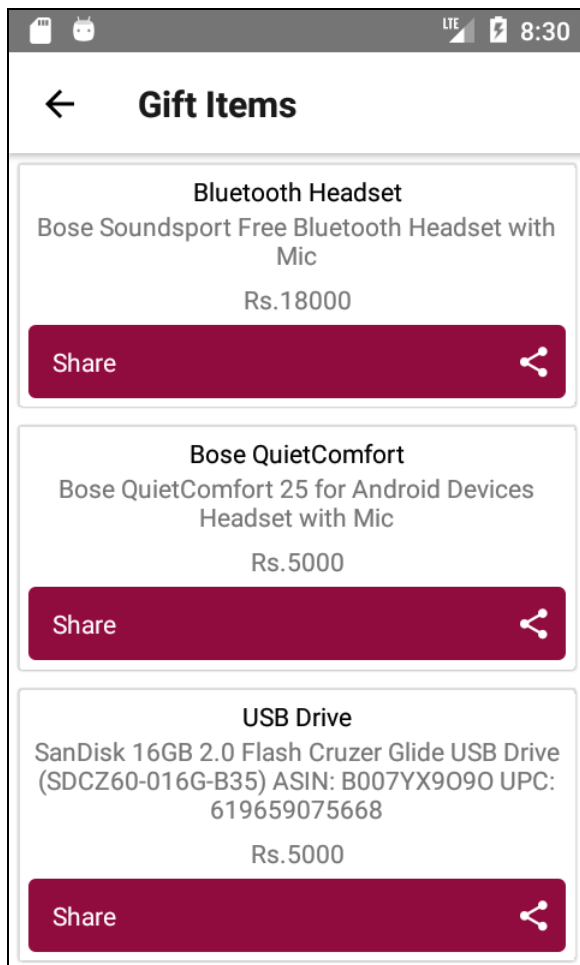 LTE 8:30
Gift Items
Bluetooth Headset
Bose Soundsport Free Bluetooth Headset with
Mic
Rs.18000
Share
Bose QuietComfort
Bose QuietComfort 25 for Android Devices
Headset with Mic
Rs.5000
Share
USB Drive
SanDisk 16GB 2.0 Flash Cruzer Glide USB Drive
(SDCZ60-016G-B35) ASIN: B007YX9O9O UPC:
619659075668
Rs.5000
Share